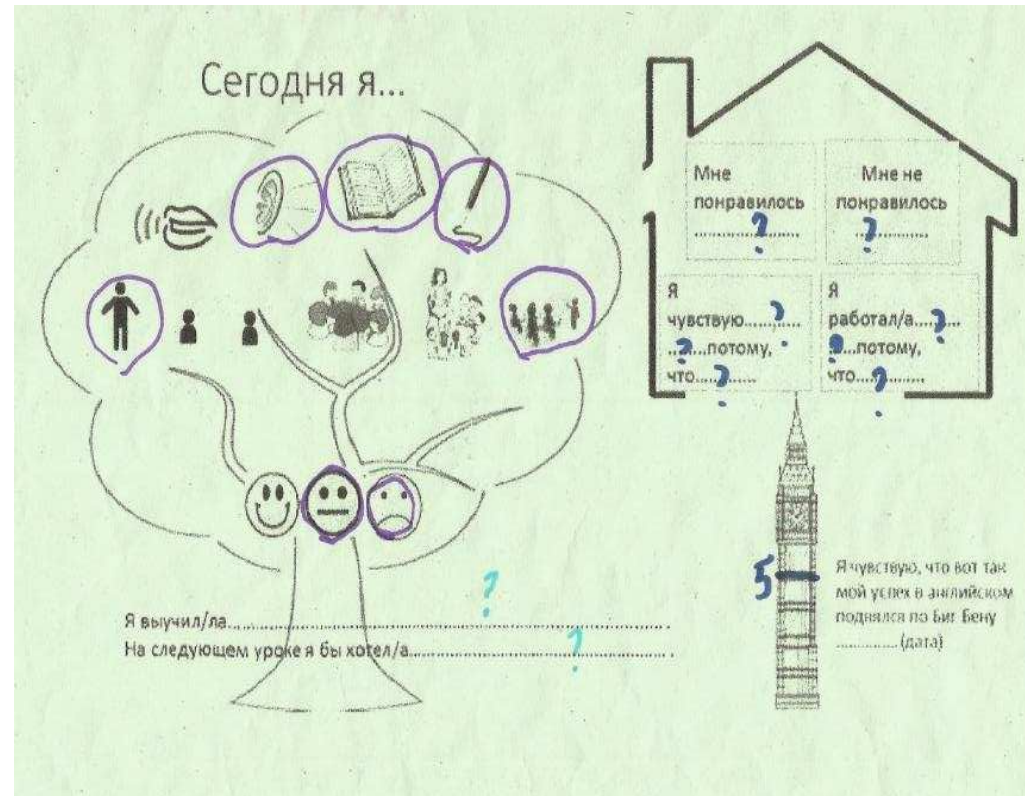 Сегодня я...
Мне
понравилось
....................?
Мне не
понравилось
..............?
Я
чувствую...........?
..?....потому,
что............?
Я
работал/а.........?
..?...потому,
что.............?
5
Я чувствую, что вот так
мой успех в английском
поднялся по Биг Бену
............. (дата)
Я выучил/ла........................................................................?
На следующем уроке я бы хотел/а..........................................?